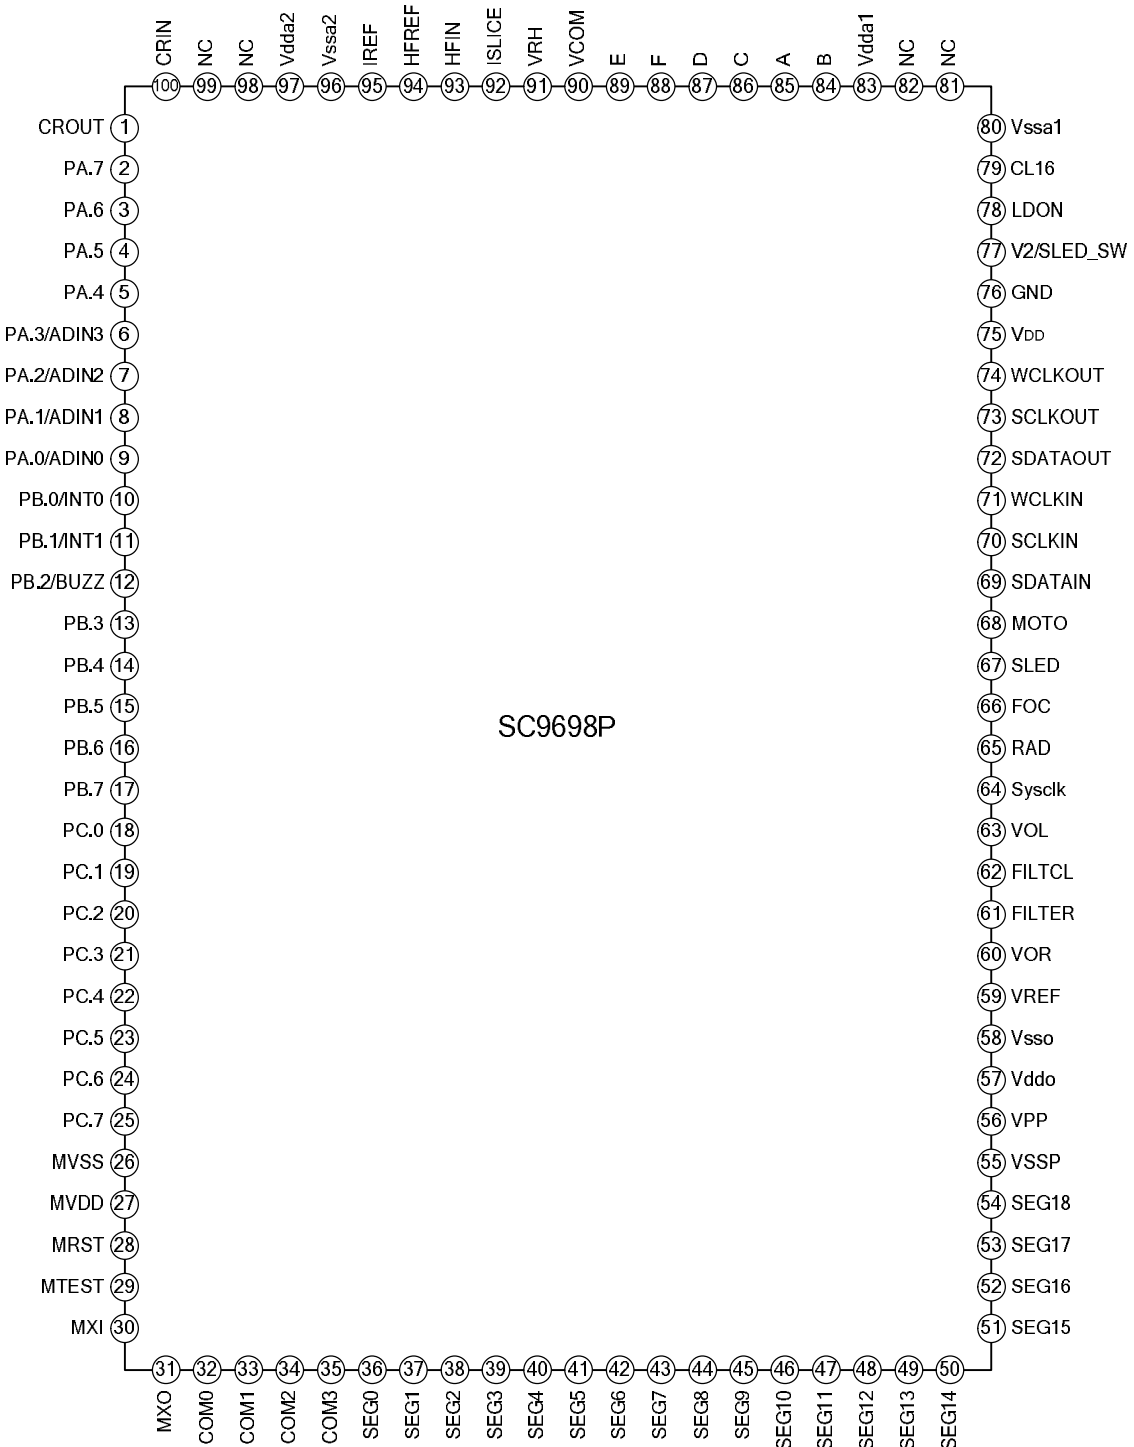 CRIN NC NC Vdda2 Vssa2 IREF HFREF HFIN ISLICE VRH VCOM E F D C A B Vdda1 NC NC
100 99 98 97 96 95 94 93 92 91 90 89 88 87 86 85 84 83 82 81
CROUT 1 80 Vssa1
PA.7 2 79 CL16
PA.6 3 78 LDON
PA.5 4 77 V2/SLED_SW
PA.4 5 76 GND
PA.3/ADIN3 6 75 VDD
PA.2/ADIN2 7 74 WCLKOUT
PA.1/ADIN1 8 73 SCLKOUT
PA.0/ADIN0 9 72 SDATAOUT
PB.0/INT0 10 71 WCLKIN
PB.1/INT1 11 70 SCLKIN
PB.2/BUZZ 12 69 SDATAIN
PB.3 13 68 MOTO
PB.4 14 67 SLED
PB.5 15 66 FOC
SC9698P
PB.6 16 65 RAD
PB.7 17 64 Sysclk
PC.0 18 63 VOL
PC.1 19 62 FILTCL
PC.2 20 61 FILTER
PC.3 21 60 VOR
PC.4 22 59 VREF
PC.5 23 58 Vsso
PC.6 24 57 Vddo
PC.7 25 56 VPP
MVSS 26 55 VSSP
MVDD 27 54 SEG18
MRST 28 53 SEG17
MTEST 29 52 SEG16
MXI 30 51 SEG15
31 32 33 34 35 36 37 38 39 40 41 42 43 44 45 46 47 48 49 50
MXO COM0 COM1 COM2 COM3 SEG0 SEG1 SEG2 SEG3 SEG4 SEG5 SEG6 SEG7 SEG8 SEG9 SEG10 SEG11 SEG12 SEG13 SEG14